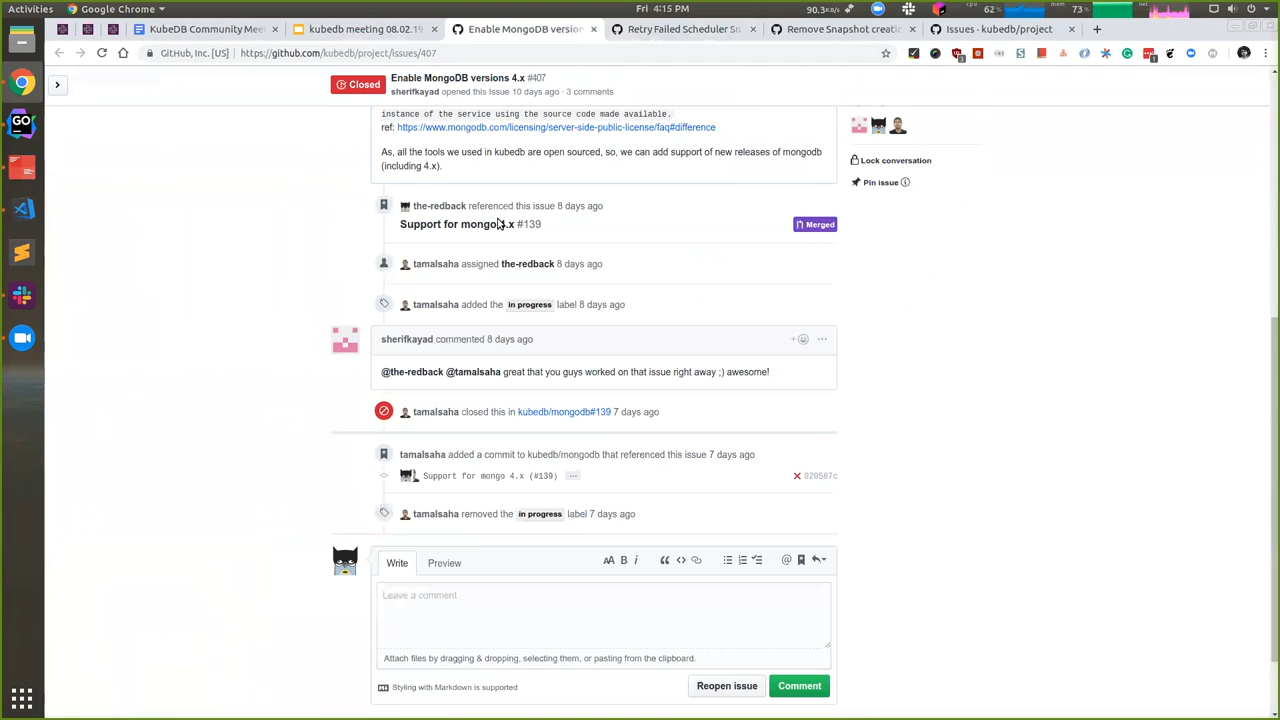 Activities
Google Chrome
Fri 4:15 PM
90.3
62 %
73 %
KubeDB Community Mee
kubedb meeting 08.02.19
Enable MongoDB version
Retry Failed Scheduler Sn
Remove Snapshot creatio
Issues · kubedb/project
GitHub, Inc. [US] https://github.com/kubedb/project/issues/407
Closed
Enable MongoDB versions 4.x #407
sherifkayad opened this Issue 10 days ago · 3 comments
instance of the service using the source code made available.
ref: https://www.mongodb.com/licensing/server-side-public-license/faq#difference
As, all the tools we used in kubedb are open sourced, so, we can add support of new releases of mongodb
(including 4.x).
Lock conversation
Pin issue
the-redback referenced this issue 8 days ago
Support for mongo 4.x #139
Merged
tamalsaha assigned the-redback 8 days ago
tamalsaha added the in progress label 8 days ago
sherifkayad commented 8 days ago
@the-redback @tamalsaha great that you guys worked on that issue right away ;) awesome!
tamalsaha closed this in kubedb/mongodb#139 7 days ago
tamalsaha added a commit to kubedb/mongodb that referenced this issue 7 days ago
Support for mongo 4.x (#139) ...
020587c
tamalsaha removed the in progress label 7 days ago
Write
Preview
Leave a comment
Attach files by dragging & dropping, selecting them, or pasting from the clipboard.
Styling with Markdown is supported
Reopen issue
Comment